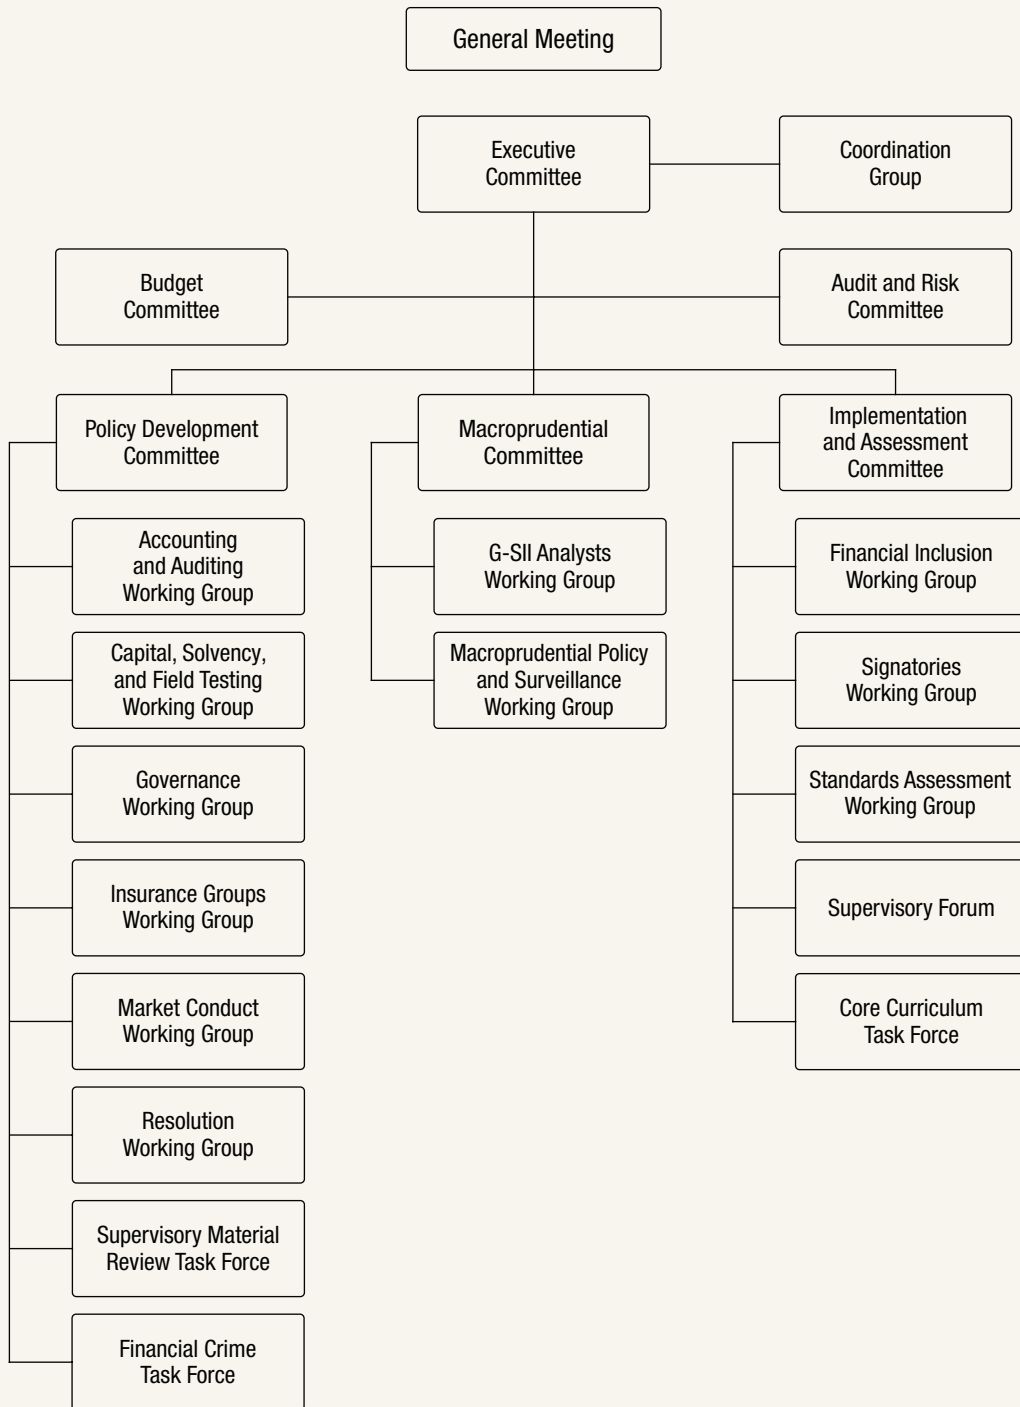 General Meeting
Executive
Committee
Coordination
Group
Budget
Committee
Audit and Risk
Committee
Policy Development
Committee
Accounting
and Auditing
Working Group
Capital, Solvency,
and Field Testing
Working Group
Governance
Working Group
Insurance Groups
Working Group
Market Conduct
Working Group
Resolution
Working Group
Supervisory Material
Review Task Force
Financial Crime
Task Force
Macroprudential
Committee
G-SII Analysts
Working Group
Macroprudential Policy
and Surveillance
Working Group
Implementation
and Assessment
Committee
Financial Inclusion
Working Group
Signatories
Working Group
Standards Assessment
Working Group
Supervisory Forum
Core Curriculum
Task Force